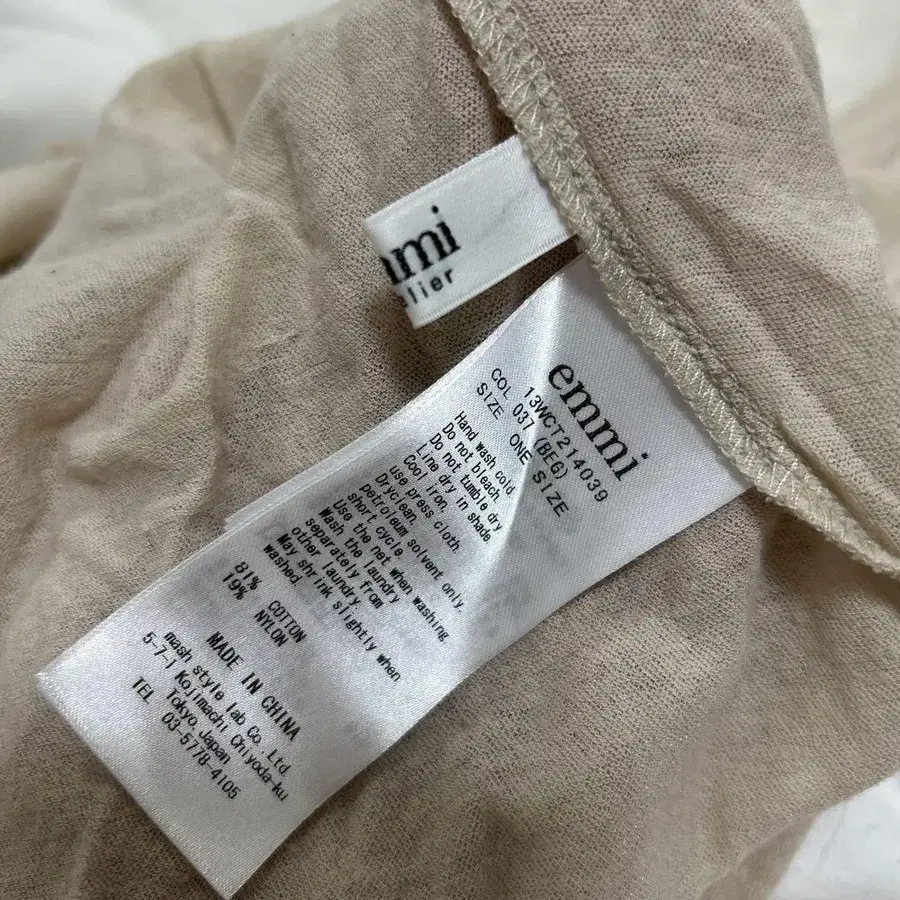 emmi
atelier
emmi
13WCT214039
COL 037 (BEG)
SIZE ONE SIZE
Hand wash cold.
Do not bleach.
Do not tumble dry
Line dry in shade
Cool iron.
use press cloth.
Dryclean.
petroleum solvent only.
short cycle.
Use the net when washing
Wash the laundry
separately from
other laundry.
May shrink slightly when
washed
81% COTTON
19% NYLON
MADE IN CHINA
mash style lab Co.,Ltd
5-7-1 Kojimachi Chiyoda-ku
Tokyo,Japan
TEL 03-5778-4105